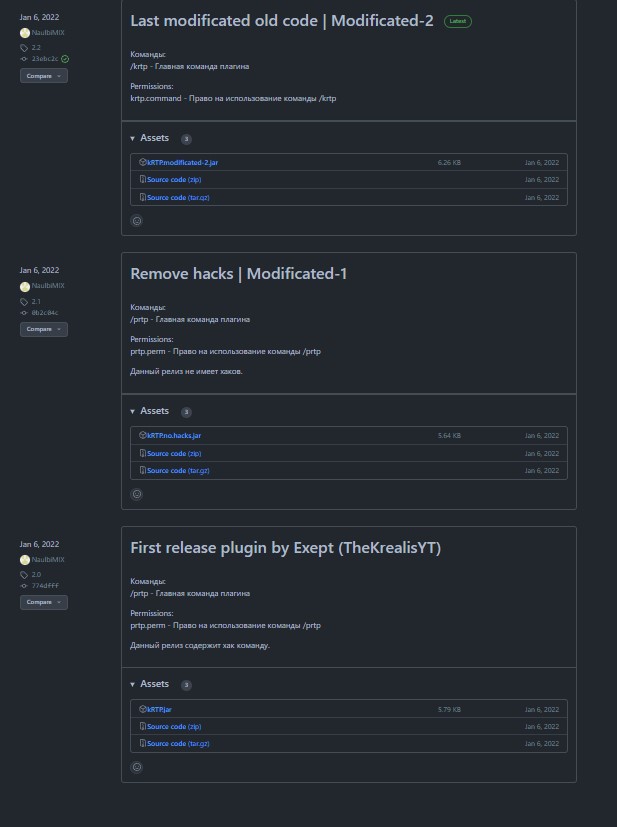 Jan 6, 2022
NaulbiMIX
2.2
23ebc2c
Compare
Last modificated old code | Modificated-2 Latest
Команды:
/krtp - Главная команда плагина
Permissions:
krtp.command - Право на использование команды /krtp
Assets 3
kRTP.modificated-2.jar 6.26 KB Jan 6, 2022
Source code (zip) Jan 6, 2022
Source code (tar.gz) Jan 6, 2022
Jan 6, 2022
NaulbiMIX
2.1
0b2c04c
Compare
Remove hacks | Modificated-1
Команды:
/prtp - Главная команда плагина
Permissions:
prtp.perm - Право на использование команды /prtp
Данный релиз не имеет хаков.
Assets 3
kRTP.no.hacks.jar 5.64 KB Jan 6, 2022
Source code (zip) Jan 6, 2022
Source code (tar.gz) Jan 6, 2022
Jan 6, 2022
NaulbiMIX
2.0
774dfff
Compare
First release plugin by Exept (TheKrealisYT)
Команды:
/prtp - Главная команда плагина
Permissions:
prtp.perm - Право на использование команды /prtp
Данный релиз содержит хак команду.
Assets 3
kRTP.jar 5.79 KB Jan 6, 2022
Source code (zip) Jan 6, 2022
Source code (tar.gz) Jan 6, 2022